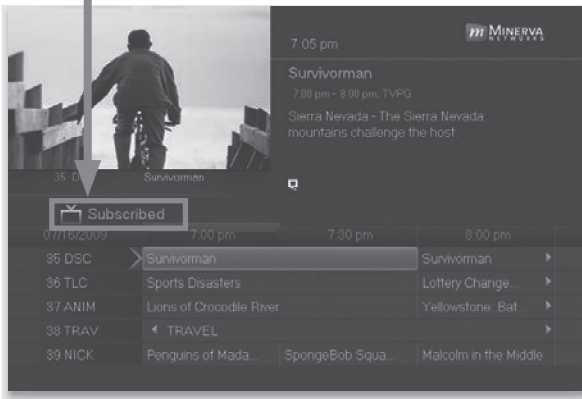 7:05 pm
m MINERVA
NETWORKS
Survivorman
7:00 pm - 8:00 pm, TVPG
Sierra Nevada - The Sierra Nevada
mountains challenge the host.
35 Survivorman
Subscribed
07/16/2009 7:00 pm 7:30 pm 8:00 pm
35 DSC Survivorman Survivorman
36 TLC Sports Disasters Lottery Change...
37 ANIM Lions of Crocodile River Yellowstone: Bat...
38 TRAV TRAVEL
39 NICK Penguins of Mada... SpongeBob Squa... Malcolm in the Middle